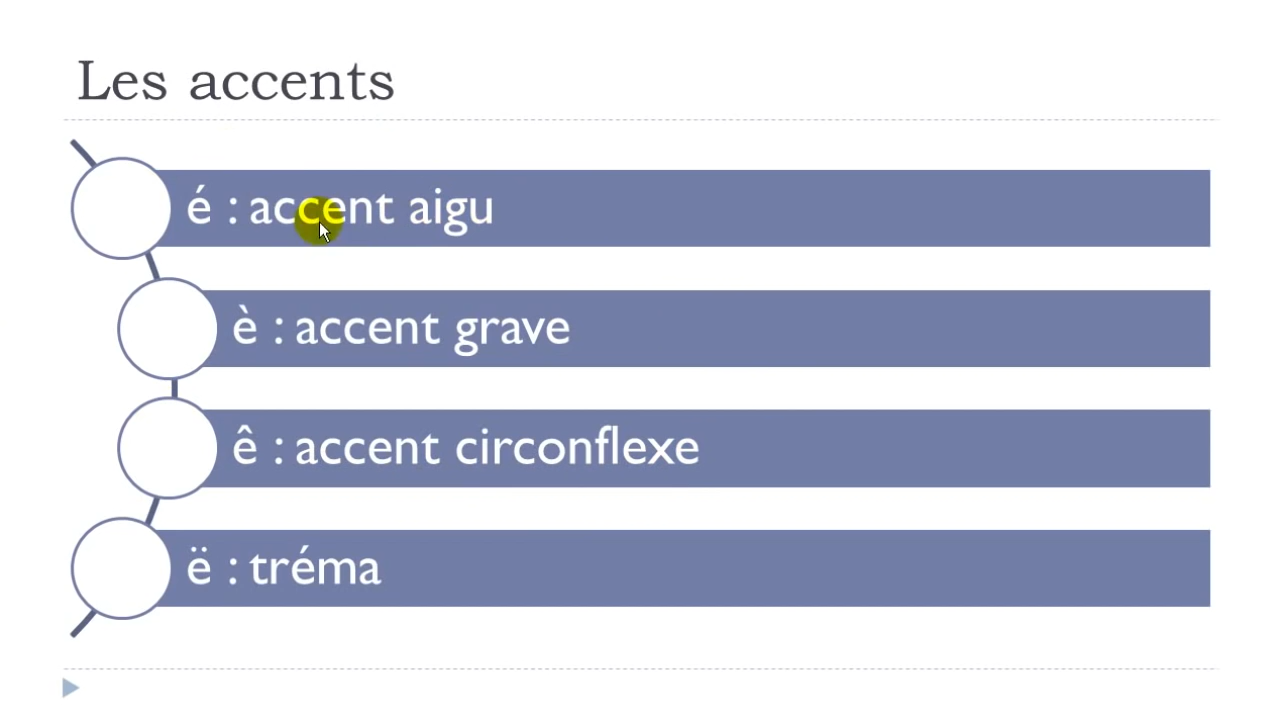 Les accents
é : accent aigu
è : accent grave
ê : accent circonflexe
ë : tréma